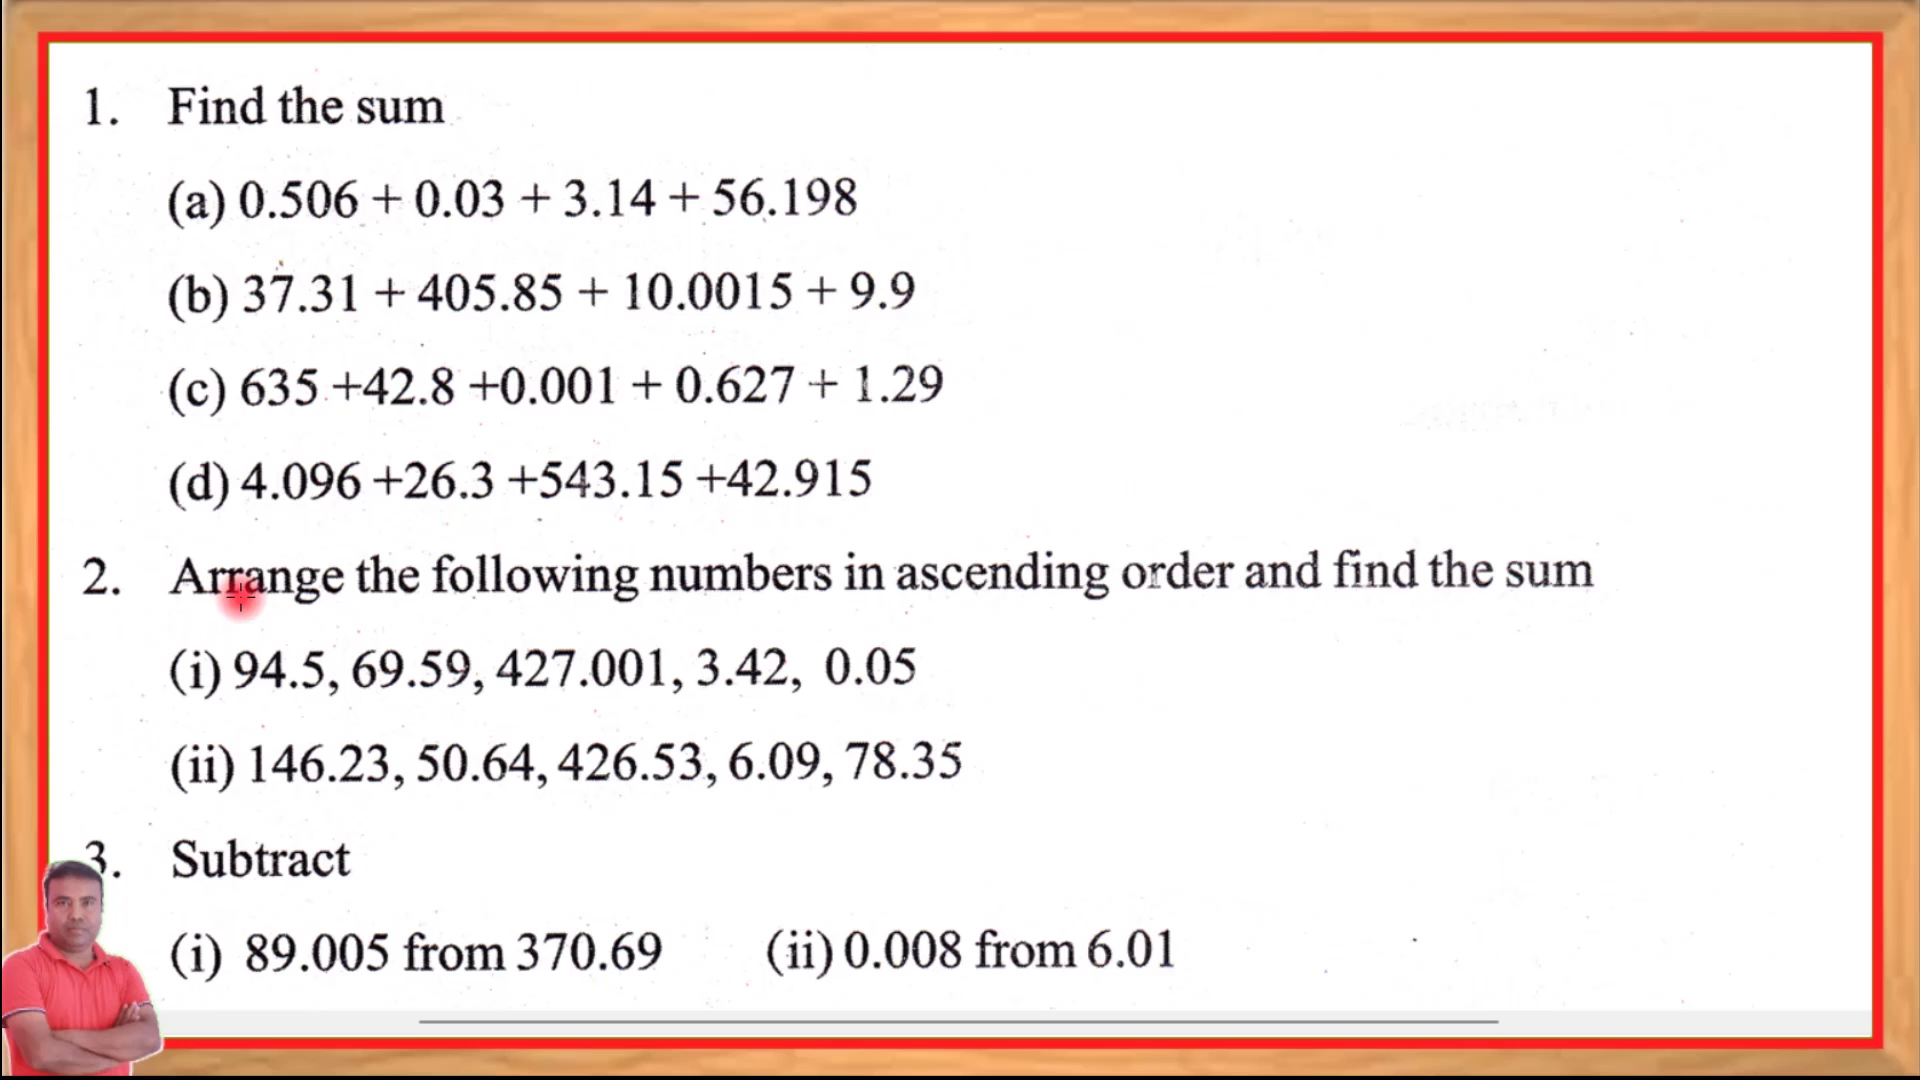 1. Find the sum
(a) 0.506 + 0.03 + 3.14 + 56.198
(b) 37.31 + 405.85 + 10.0015 + 9.9
(c) 635 +42.8 +0.001 + 0.627 + 1.29
(d) 4.096 +26.3 +543.15 +42.915
2. Arrange the following numbers in ascending order and find the sum
(i) 94.5, 69.59, 427.001, 3.42, 0.05
(ii) 146.23, 50.64, 426.53, 6.09, 78.35
3. Subtract
(i) 89.005 from 370.69 (ii) 0.008 from 6.01